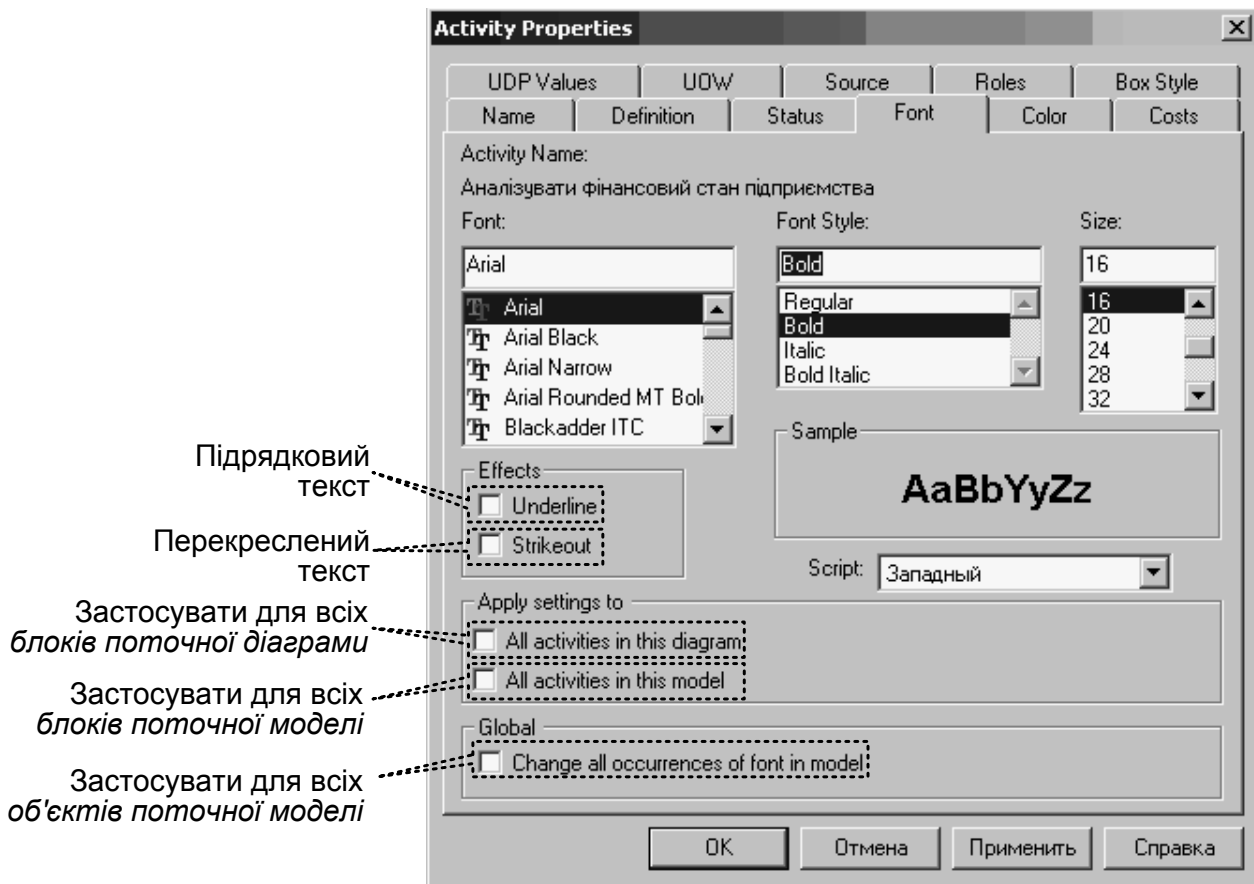 Activity Properties
UDP Values UOW Source Roles Box Style
Name Definition Status Font Color Costs
Activity Name:
Аналізувати фінансовий стан підприємства
Font: Font Style: Size:
Arial Bold 16
Arial
Arial Black
Arial Narrow
Arial Rounded MT Bol
Blackadder ITC
Regular
Bold
Italic
Bold Italic
16
20
24
28
32
Effects
Underline
Strikeout
Sample
AaBbYyZz
Script: Западный
Apply settings to
All activities in this diagram
All activities in this model
Global
Change all occurrences of font in model
OK Отмена Применить Справка
Підрядковий
текст
Перекреслений
текст
Застосувати для всіх
блоків поточної діаграми
Застосувати для всіх
блоків поточної моделі
Застосувати для всіх
об'єктів поточної моделі